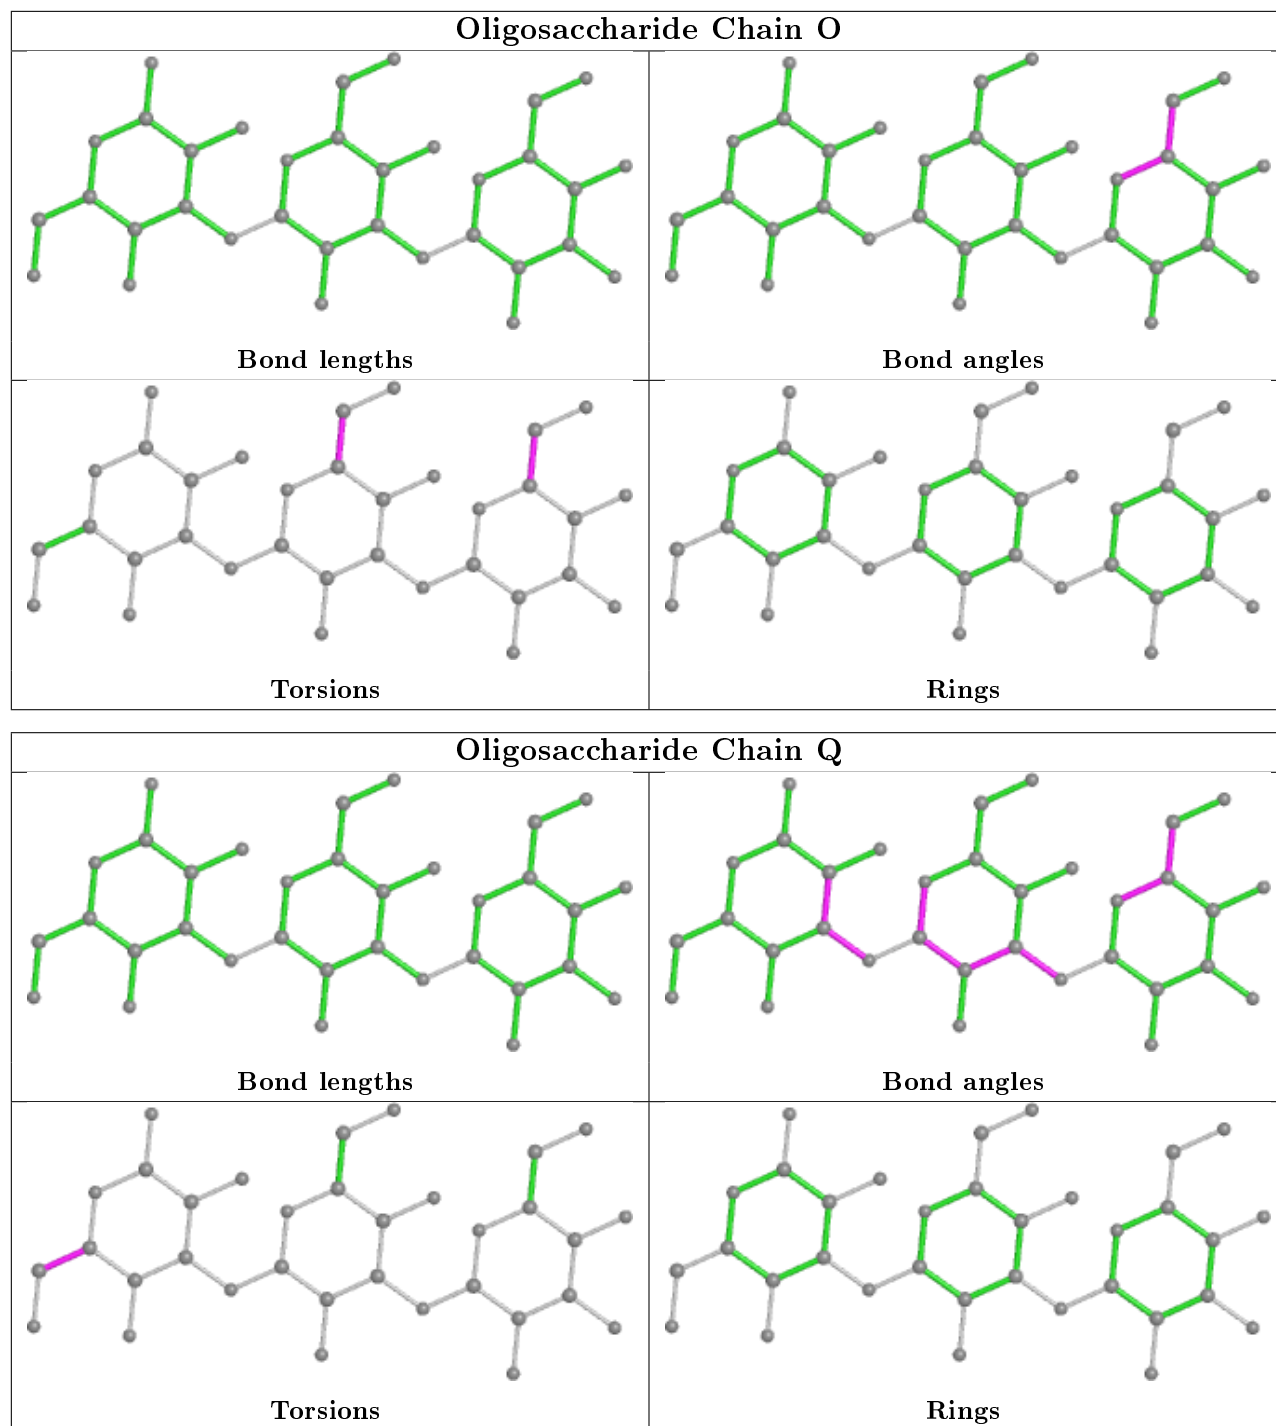 Oligosaccharide Chain O
Bond lengths
Bond angles
Torsions
Rings
Oligosaccharide Chain Q
Bond lengths
Bond angles
Torsions
Rings